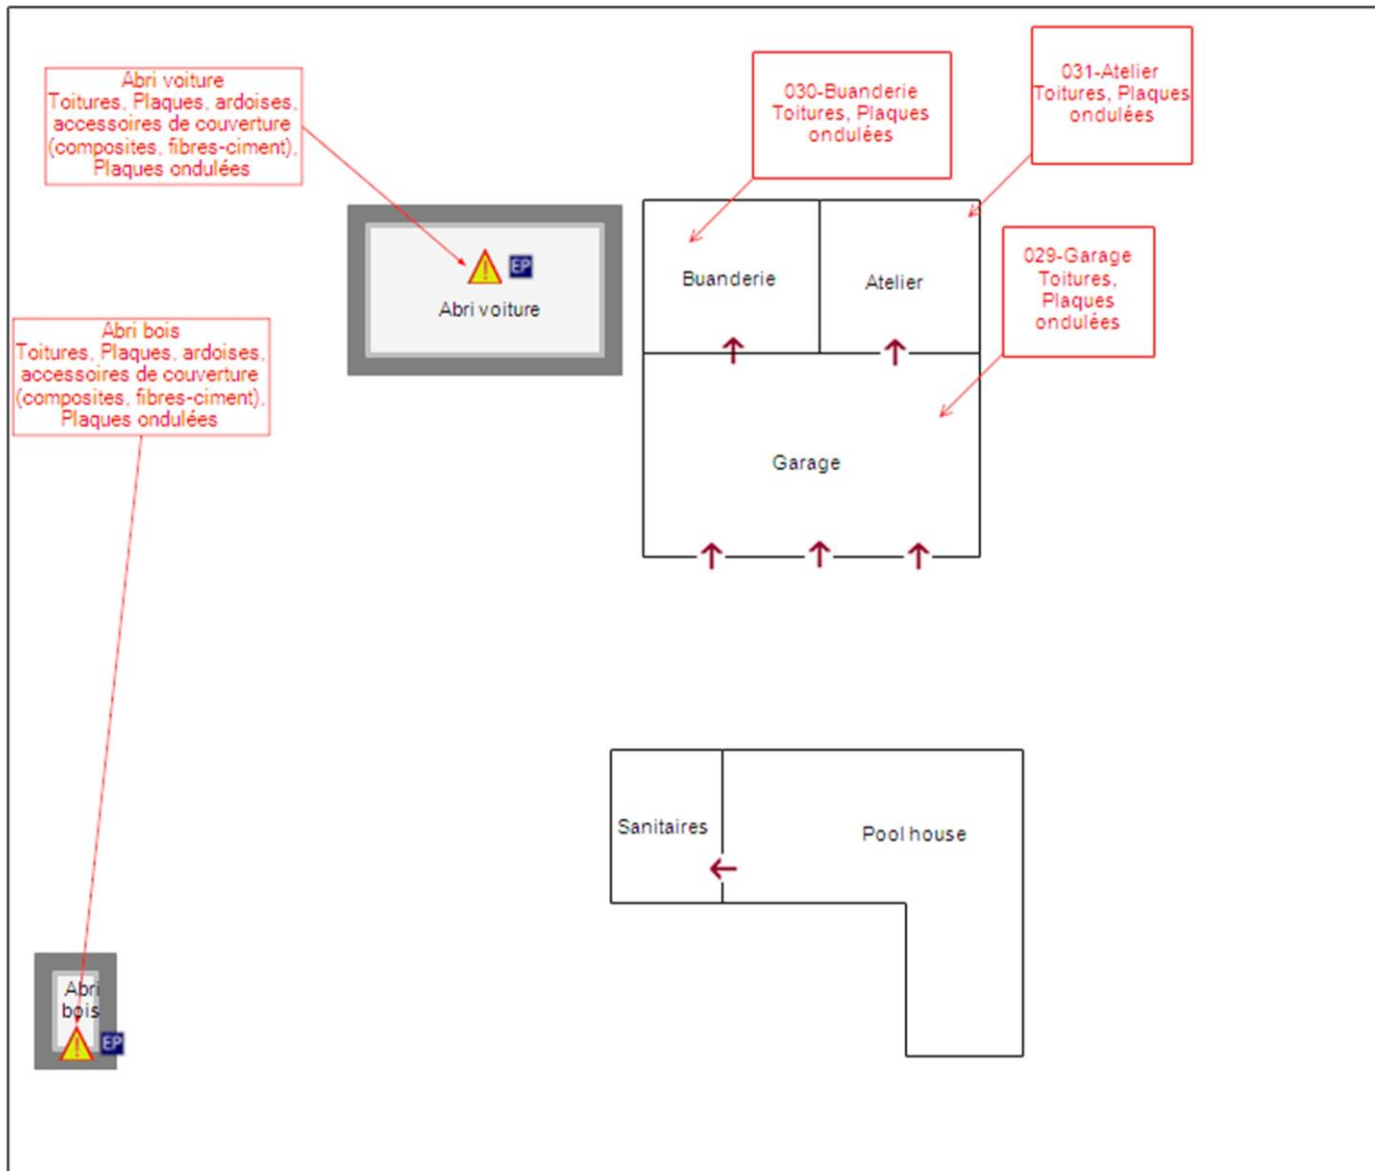 Abri voiture
Toitures, Plaques, ardoises,
accessoires de couverture
(composites, fibres-ciment),
Plaques ondulées
030-Buanderie
Toitures, Plaques
ondulées
031-Atelier
Toitures, Plaques
ondulées
029-Garage
Toitures,
Plaques
ondulées
EP
Abri voiture
Buanderie
Atelier
Abri bois
Toitures, Plaques, ardoises,
accessoires de couverture
(composites, fibres-ciment),
Plaques ondulées
Garage
Sanitaires
Pool house
Abri
bois
EP